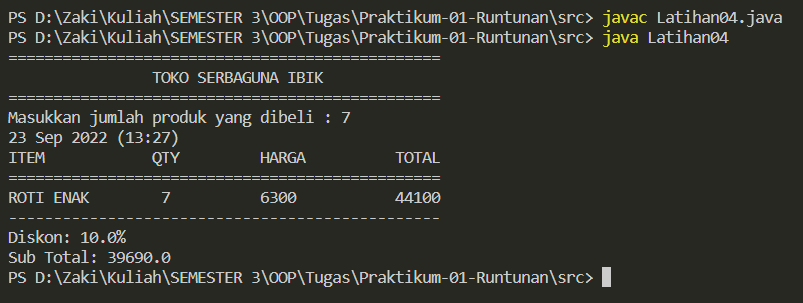 PS D:\Zaki\Kuliah\SEMESTER 3\OOP\Tugas\Praktikum-01-Runtunan\src> javac Latihan04.java
PS D:\Zaki\Kuliah\SEMESTER 3\OOP\Tugas\Praktikum-01-Runtunan\src> java Latihan04
================================================
TOKO SERBAGUNA IBIK
================================================
Masukkan jumlah produk yang dibeli : 7
23 Sep 2022 (13:27)
ITEM QTY HARGA TOTAL
================================================
ROTI ENAK 7 6300 44100
------------------------------------------------
Diskon: 10.0%
Sub Total: 39690.0
PS D:\Zaki\Kuliah\SEMESTER 3\OOP\Tugas\Praktikum-01-Runtunan\src>